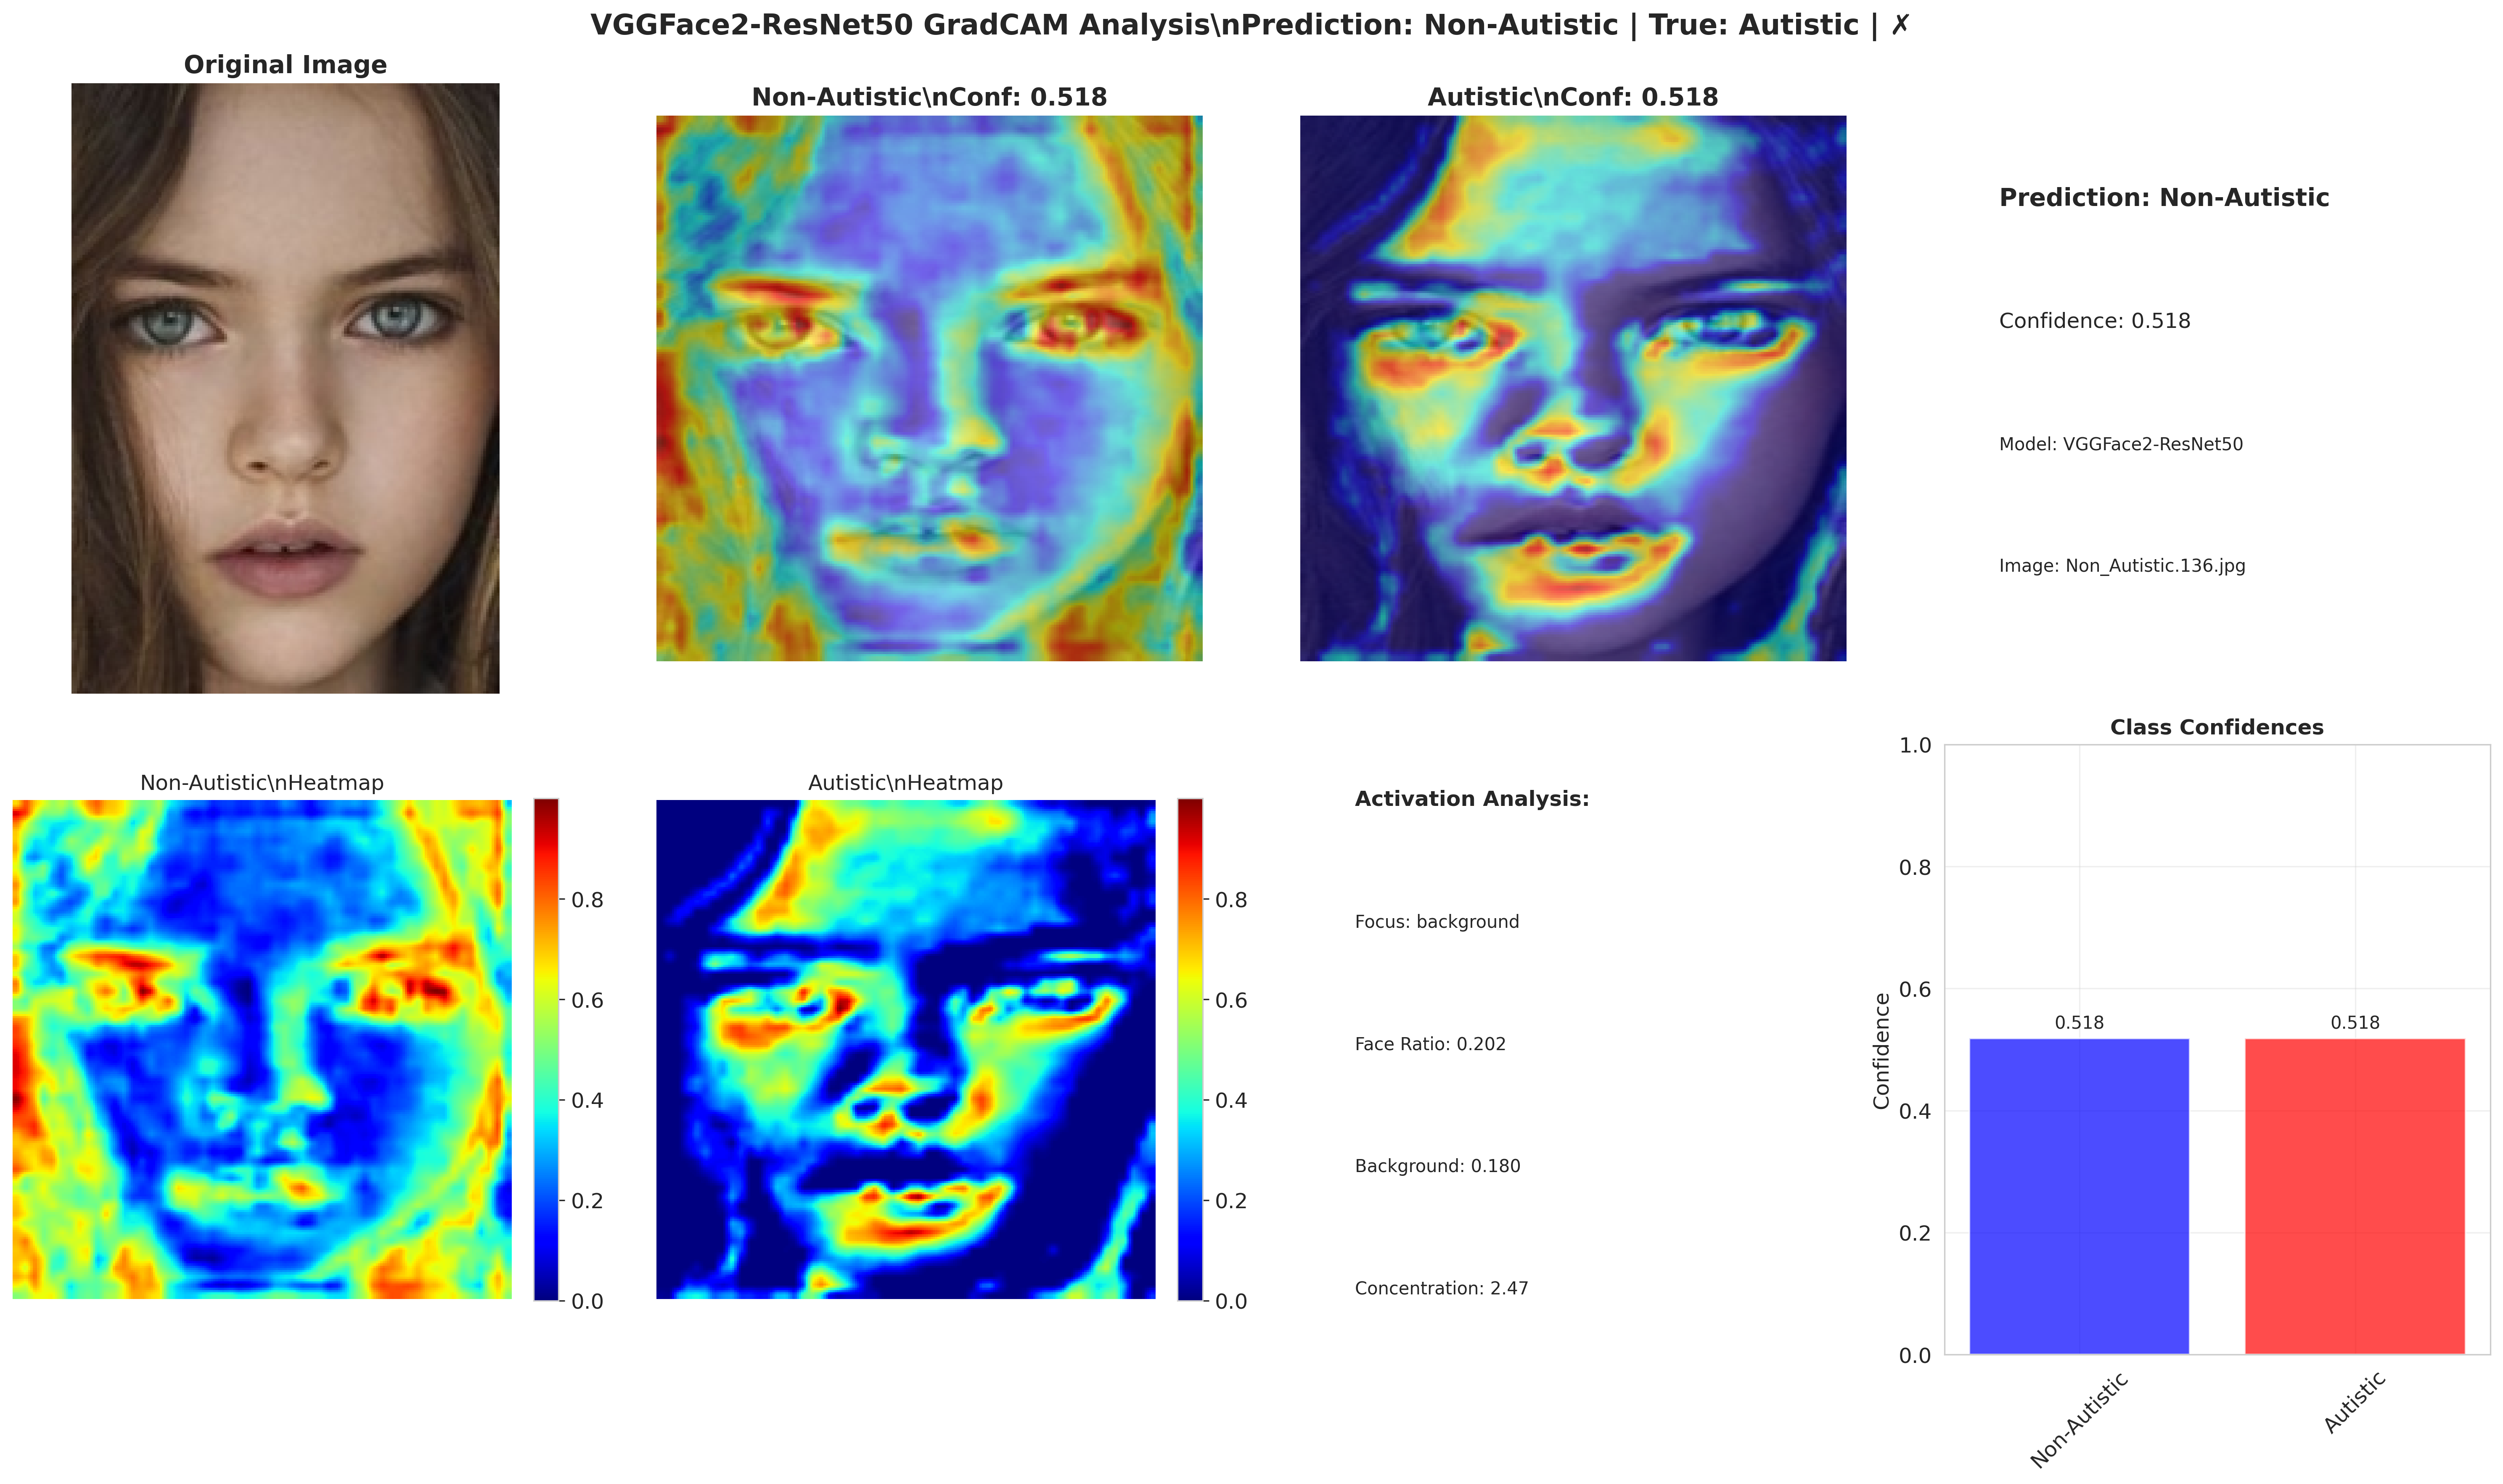 VGGFace2-ResNet50 GradCAM Analysis\nPrediction: Non-Autistic | True: Autistic | ✗
Original Image
Non-Autistic\nConf: 0.518
Autistic\nConf: 0.518
Prediction: Non-Autistic
Confidence: 0.518
Model: VGGFace2-ResNet50
Image: Non_Autistic.136.jpg
Non-Autistic\nHeatmap
0.8
0.6
0.4
0.2
0.0
Autistic\nHeatmap
0.8
0.6
0.4
0.2
0.0
Activation Analysis:
Focus: background
Face Ratio: 0.202
Background: 0.180
Concentration: 2.47
Class Confidences
Confidence
1.0
0.8
0.6
0.4
0.2
0.0
0.518
0.518
Non-Autistic
Autistic